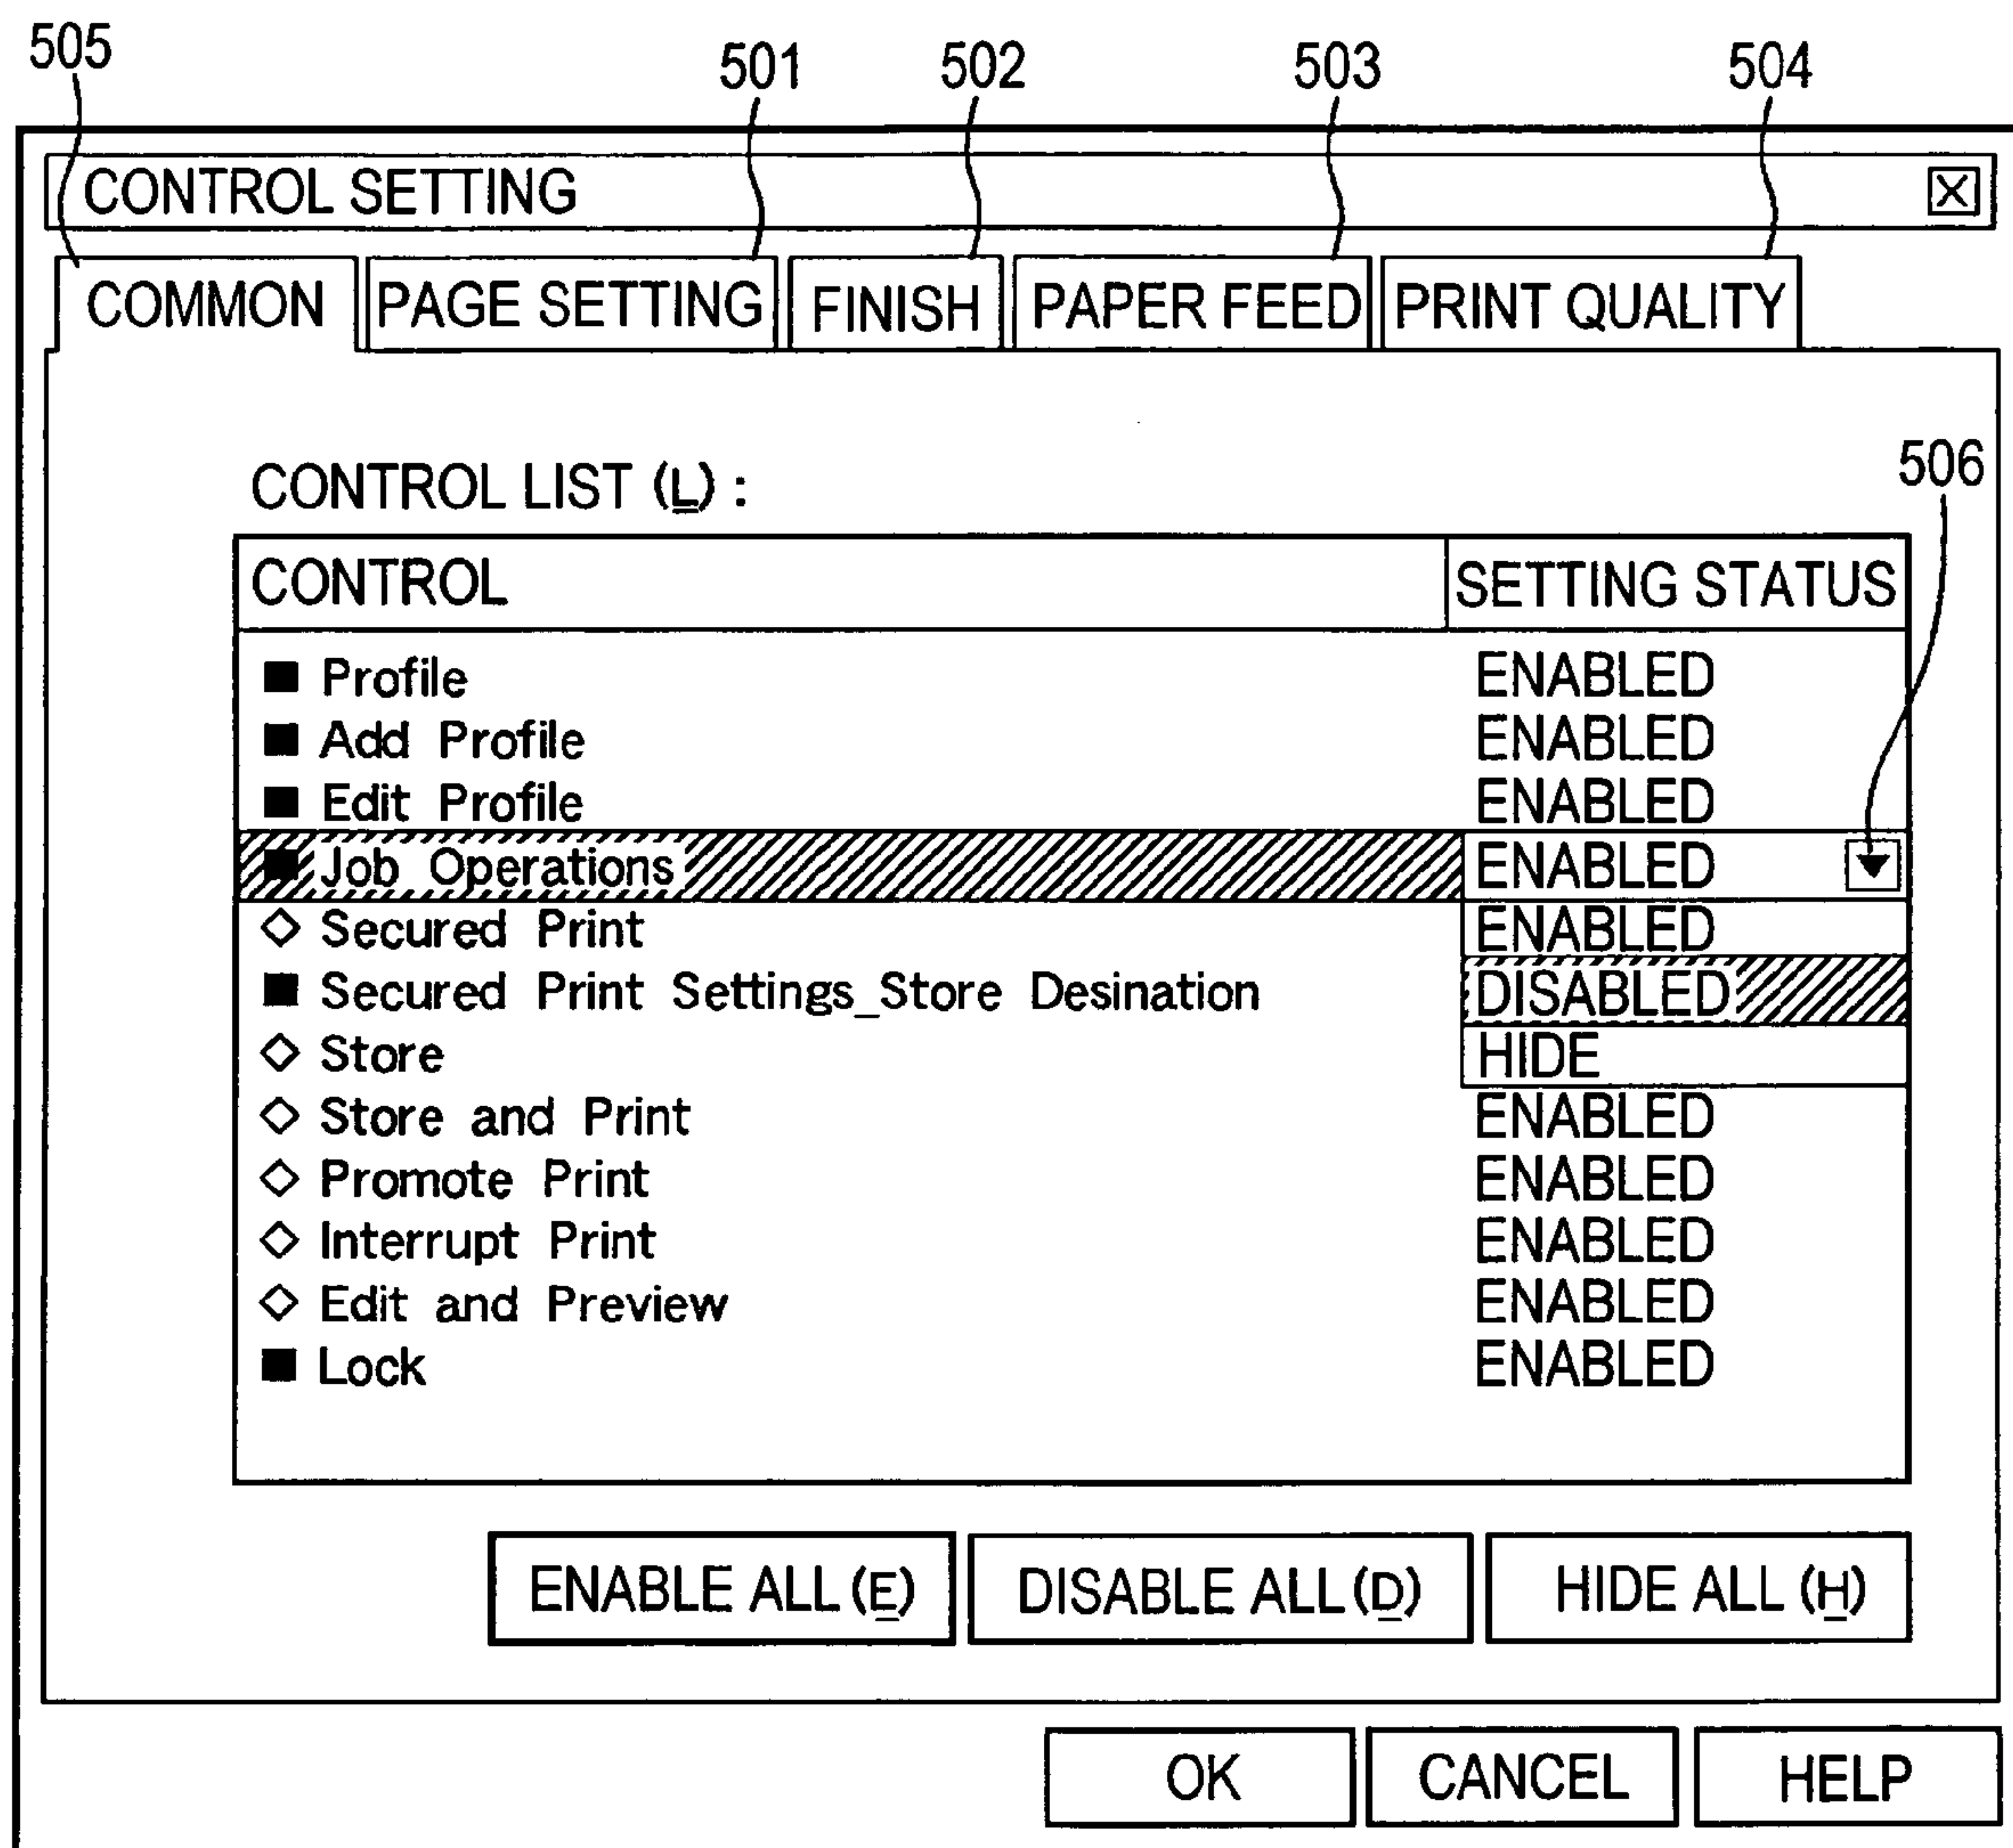 505
501
502
503
504
CONTROL SETTING X
COMMON PAGE SETTING FINISH PAPER FEED PRINT QUALITY
506
CONTROL LIST (L) :
CONTROL SETTING STATUS
Profile ENABLED
Add Profile ENABLED
Edit Profile ENABLED
Job Operations ENABLED
Secured Print ENABLED
Secured Print Settings_Store Desination DISABLED
Store HIDE
Store and Print ENABLED
Promote Print ENABLED
Interrupt Print ENABLED
Edit and Preview ENABLED
Lock ENABLED
ENABLE ALL (E) DISABLE ALL (D) HIDE ALL (H)
OK CANCEL HELP